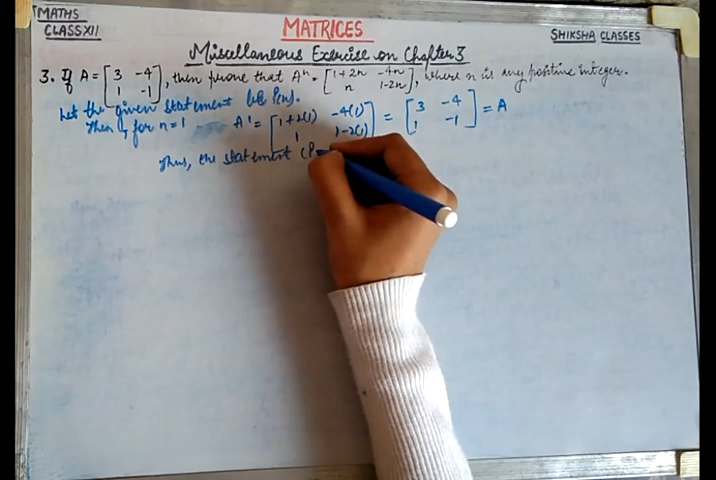 MATHS
CLASS XII
MATRICES
SHIKSHA CLASSES
Miscellaneous Exercise on Chapter 3
3. If A = [3 -4; 1 -1], then prove that Aⁿ = [1+2n -4n; n 1-2n], where n is any positive integer.
Let the given statement be P(n).
Then, for n=1 A¹ = [1+2(1) -4(1); 1 1-2(1)] = [3 -4; 1 -1] = A
Thus, the statement (P